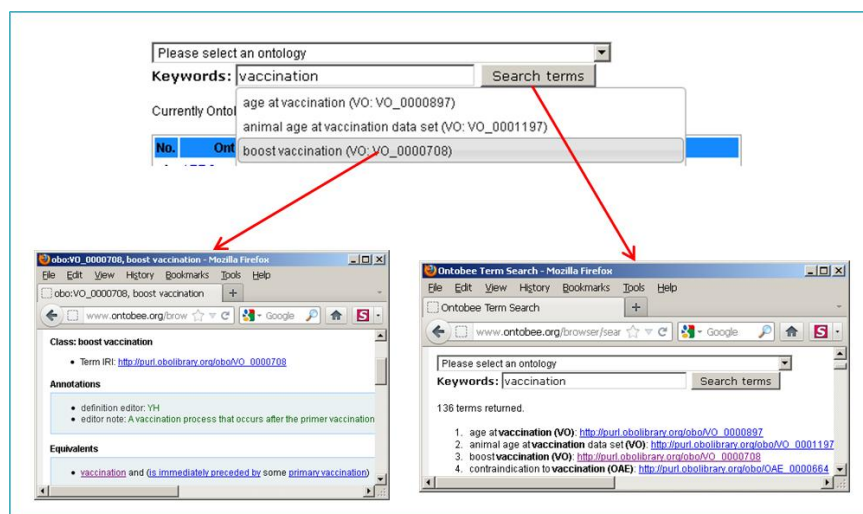 Please select an ontology
Keywords: vaccination Search terms
age at vaccination (VO: VO_0000897)
Currently Ontol
animal age at vaccination data set (VO: VO_0001197)
No. Ont boost vaccination (VO: VO_0000708)
obo:VO_0000708, boost vaccination - Mozilla Firefox
File Edit View History Bookmarks Tools Help
obo:VO_0000708, boost vaccination +
www.ontobee.org/brow Google
Class: boost vaccination
Term IRI: http://purl.obolibrary.org/obo/VO_0000708
Annotations
definition editor: YH
editor note: A vaccination process that occurs after the primer vaccination
Equivalents
vaccination and (is immediately preceded by some primary vaccination)
Ontobee Term Search - Mozilla Firefox
File Edit View History Bookmarks Tools Help
Ontobee Term Search +
www.ontobee.org/browser/sear Google
Please select an ontology
Keywords: vaccination Search terms
136 terms returned.
1. age at vaccination (VO): http://purl.obolibrary.org/obo/VO_0000897
2. animal age at vaccination data set (VO): http://purl.obolibrary.org/obo/VO_0001197
3. boost vaccination (VO): http://purl.obolibrary.org/obo/VO_0000708
4. contraindication to vaccination (OAE): http://purl.obolibrary.org/obo/OAE_0000664